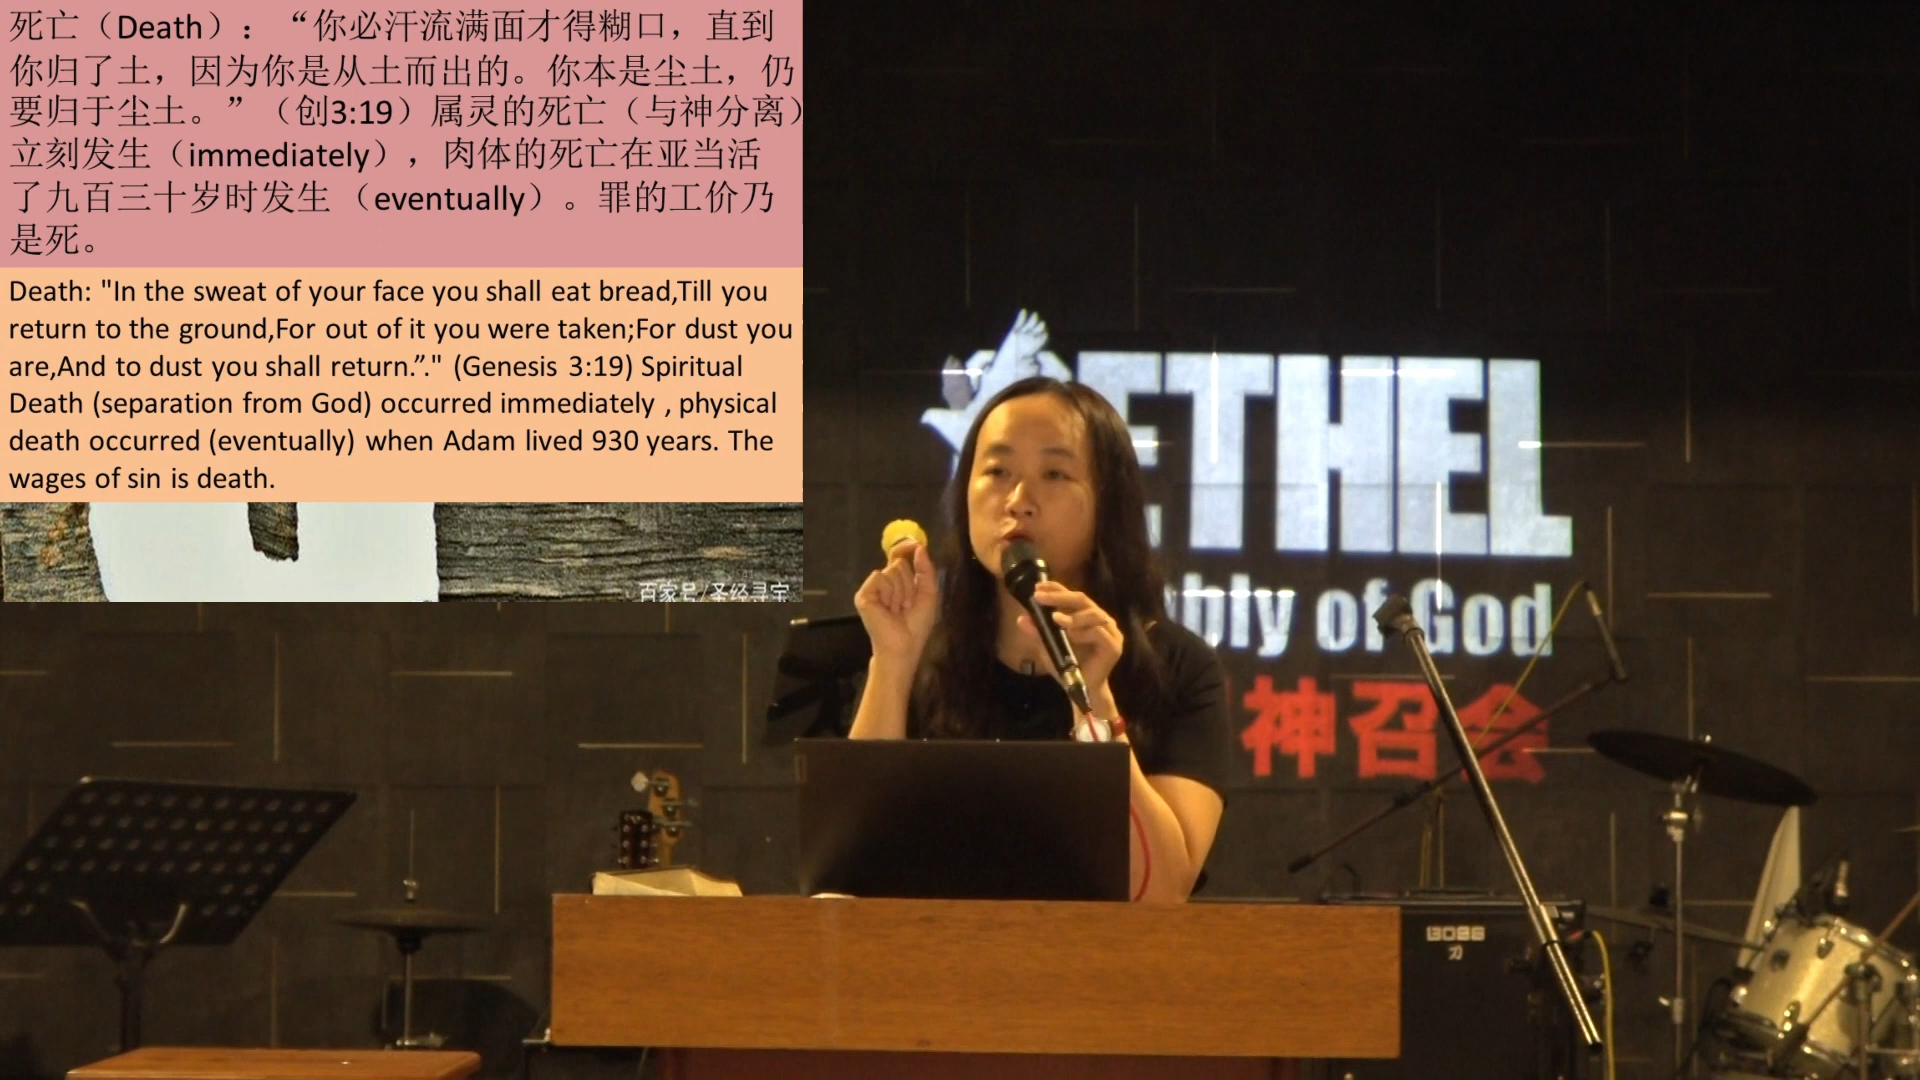 死亡（Death）：“你必汗流满面才得糊口，直到
你归了土，因为你是从土而出的。你本是尘土，仍
要归于尘土。”（创3:19）属灵的死亡（与神分离）
立刻发生（immediately），肉体的死亡在亚当活
了九百三十岁时发生（eventually）。罪的工价乃
是死。
Death: "In the sweat of your face you shall eat bread,Till you
return to the ground,For out of it you were taken;For dust you
are,And to dust you shall return.”." (Genesis 3:19) Spiritual
Death (separation from God) occurred immediately , physical
death occurred (eventually) when Adam lived 930 years. The
wages of sin is death.
百家号/圣经寻宝
ETHEL
bly of God
神召会
BOSS